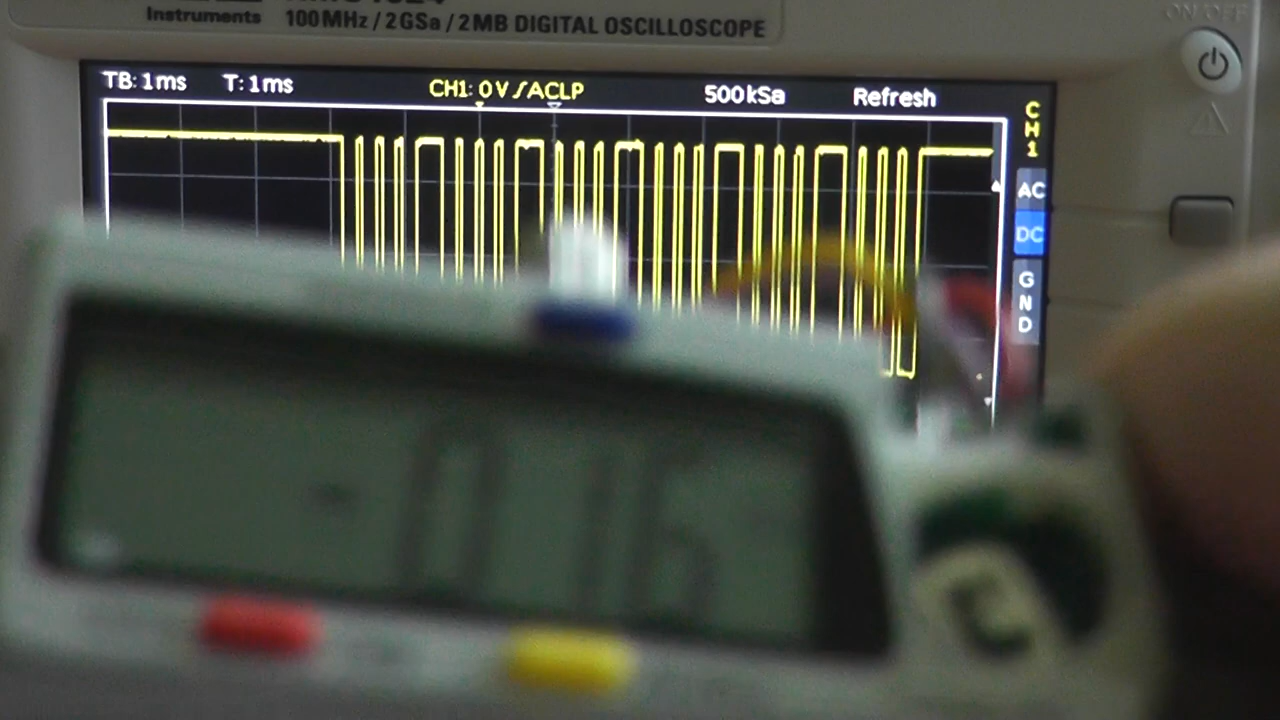 ON/OFF
Instruments 100MHz / 2GSa / 2MB DIGITAL OSCILLOSCOPE
TB: 1ms T: 1ms CH1: 0V ∫ACLP 500kSa Refresh
CH1
AC
DC
GND